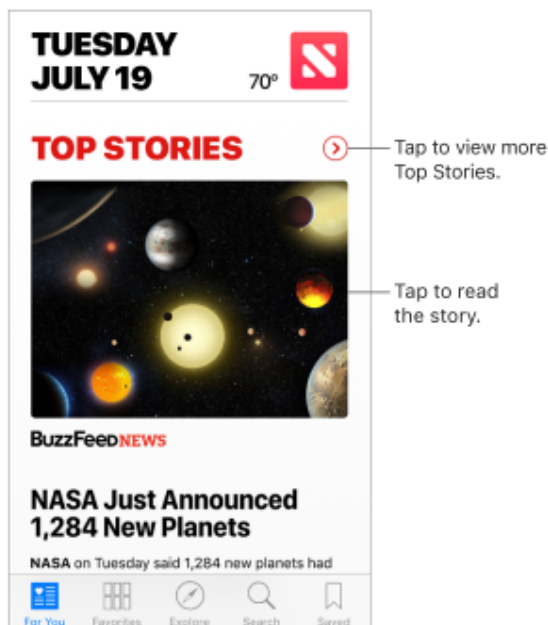 TUESDAY
JULY 19
70°
TOP STORIES
Tap to view more
Top Stories.
Tap to read
the story.
BuzzFeedNEWS
NASA Just Announced
1,284 New Planets
NASA on Tuesday said 1,284 new planets had
For You Favorites Explore Search Saved